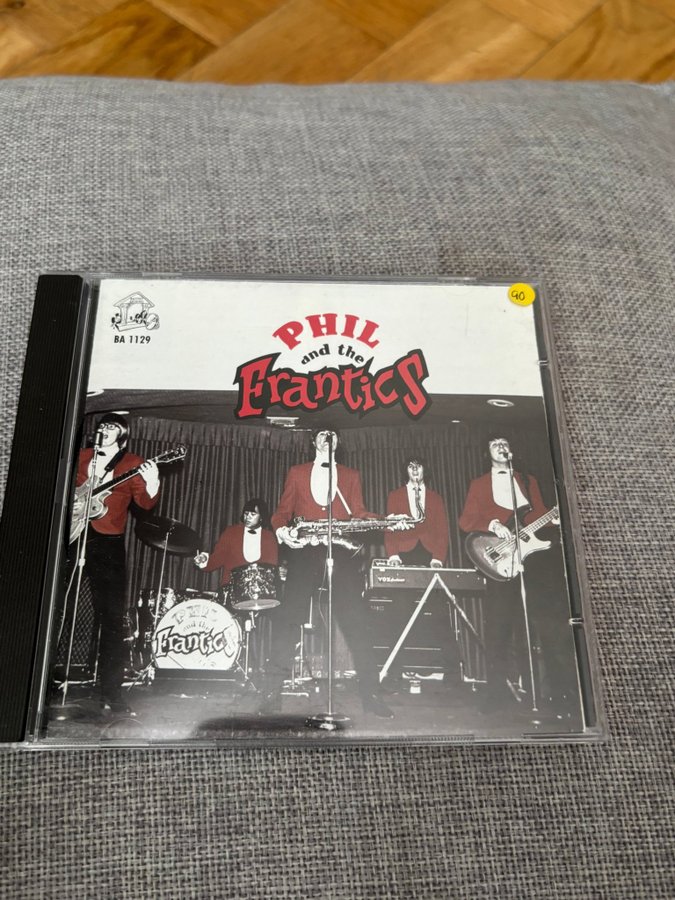 90
BA 1129
PHIL
and the
Frantics
PHIL
and the
Frantics
VOX